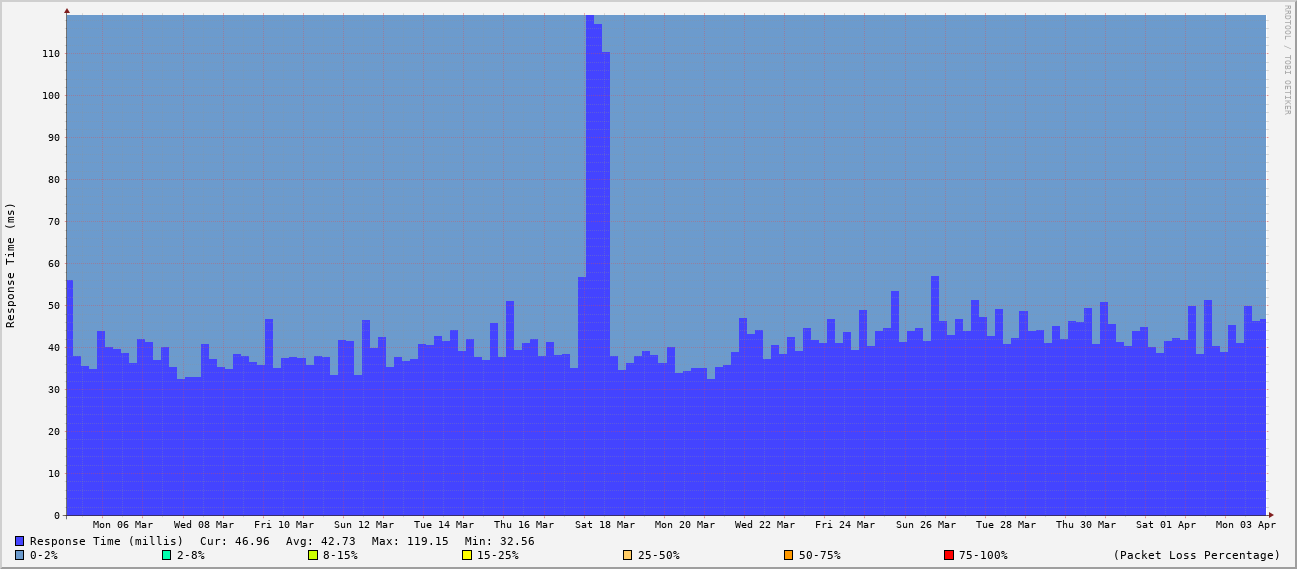 RRDTOOL / TOBI OETIKER
Response Time (ms)
110
100
90
80
70
60
50
40
30
20
10
0
Mon 06 Mar Wed 08 Mar Fri 10 Mar Sun 12 Mar Tue 14 Mar Thu 16 Mar Sat 18 Mar Mon 20 Mar Wed 22 Mar Fri 24 Mar Sun 26 Mar Tue 28 Mar Thu 30 Mar Sat 01 Apr Mon 03 Apr
Response Time (millis) Cur: 46.96 Avg: 42.73 Max: 119.15 Min: 32.56
0-2% 2-8% 8-15% 15-25% 25-50% 50-75% 75-100% (Packet Loss Percentage)